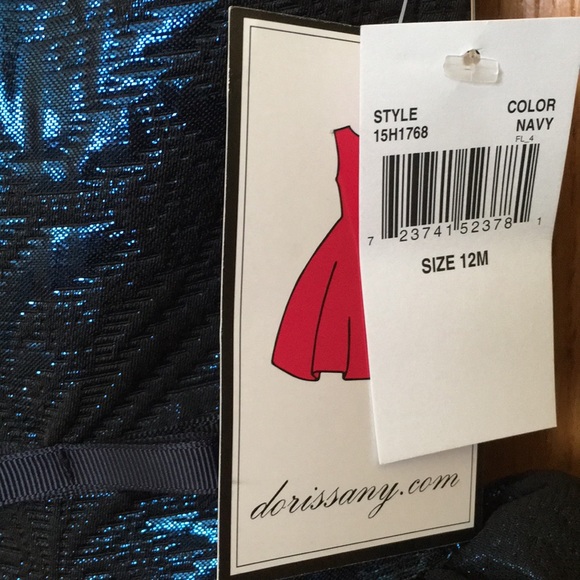 STYLE
15H1768
COLOR
NAVY
FL_4
7 23741 52378 1
SIZE 12M
dorissany.com